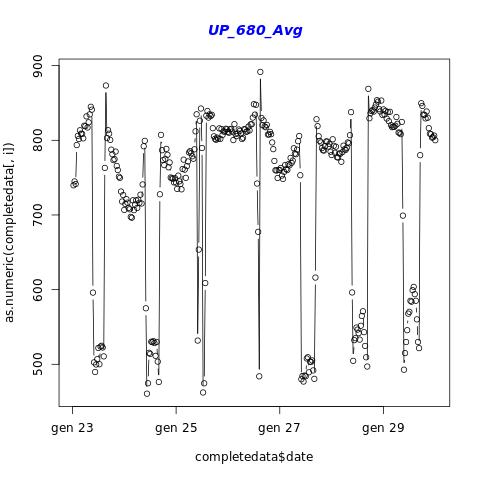 UP_680_Avg
900
800
700
600
500
as.numeric(completedata[, i])
gen 23
gen 25
gen 27
gen 29
completedata$date